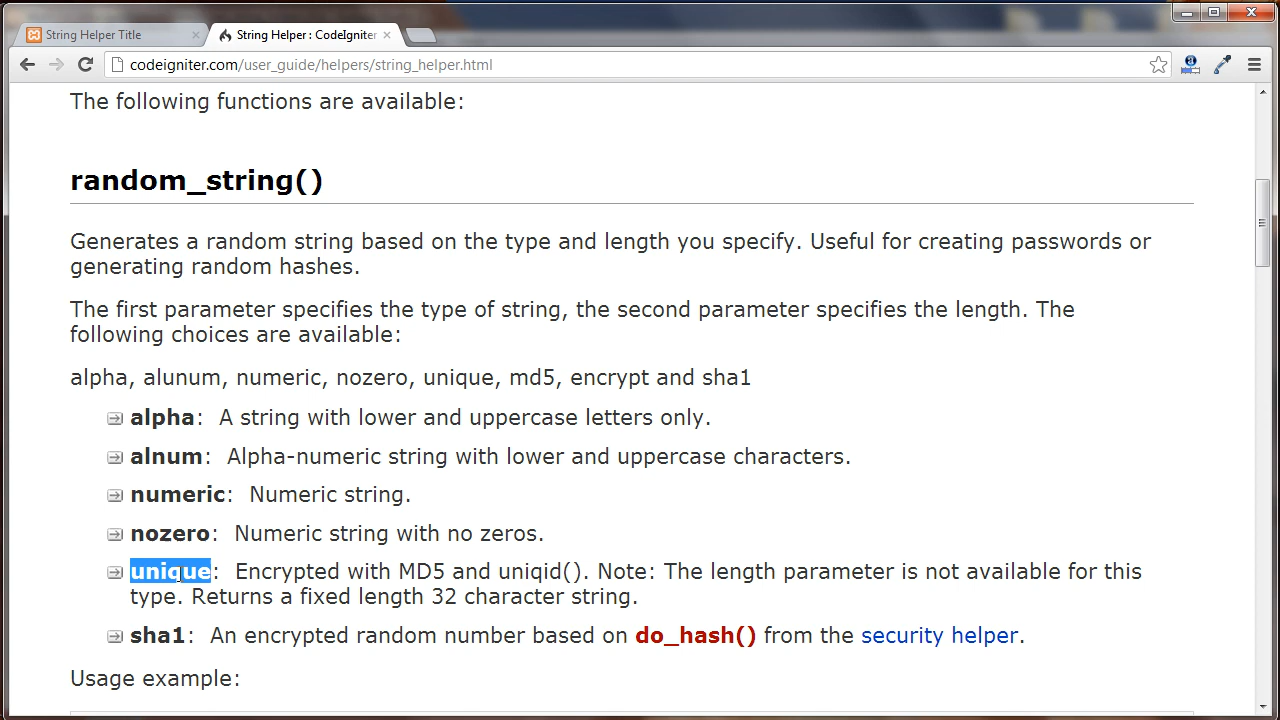 String Helper Title
String Helper : CodeIgniter
codeigniter.com/user_guide/helpers/string_helper.html
The following functions are available:
random_string()
Generates a random string based on the type and length you specify. Useful for creating passwords or
generating random hashes.
The first parameter specifies the type of string, the second parameter specifies the length. The
following choices are available:
alpha, alunum, numeric, nozero, unique, md5, encrypt and sha1
alpha: A string with lower and uppercase letters only.
alnum: Alpha-numeric string with lower and uppercase characters.
numeric: Numeric string.
nozero: Numeric string with no zeros.
unique: Encrypted with MD5 and uniqid(). Note: The length parameter is not available for this
type. Returns a fixed length 32 character string.
sha1: An encrypted random number based on do_hash() from the security helper.
Usage example: